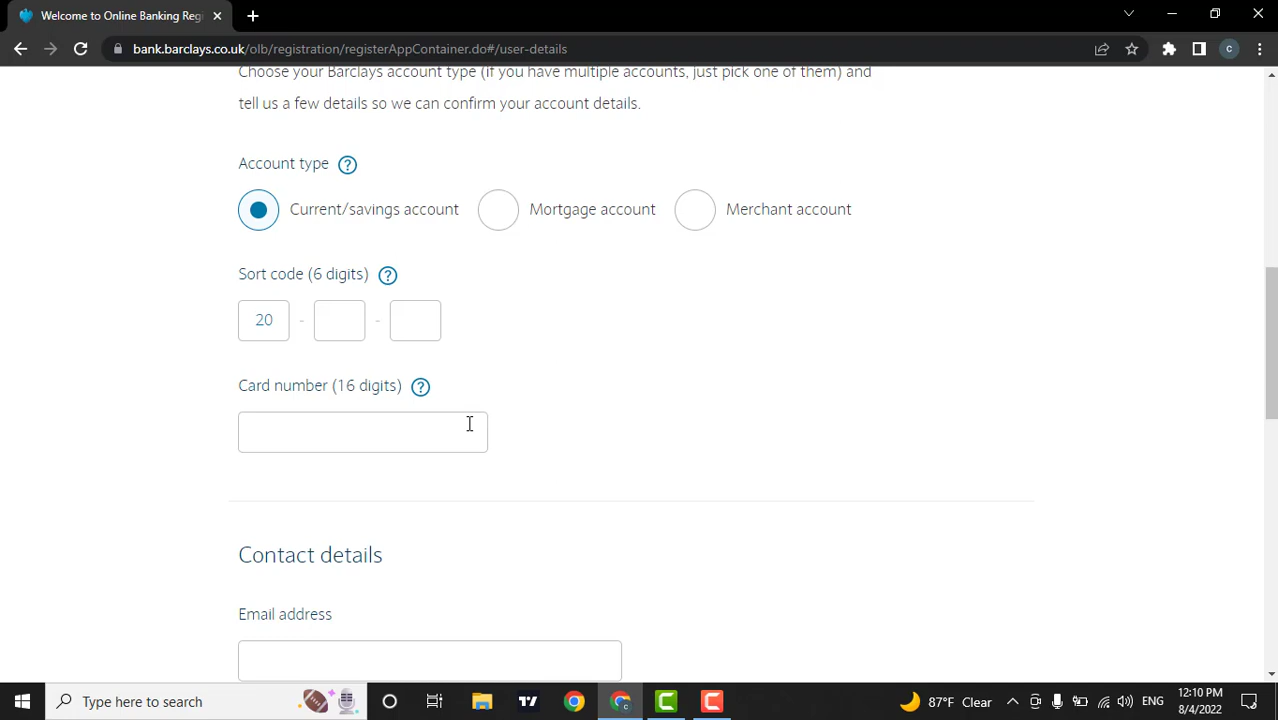 Welcome to Online Banking Regi
bank.barclays.co.uk/olb/registration/registerAppContainer.do#/user-details
c
Choose your Barclays account type (if you have multiple accounts, just pick one of them) and
tell us a few details so we can confirm your account details.
Account type ?
Current/savings account Mortgage account Merchant account
Sort code (6 digits) ?
20 - -
Card number (16 digits) ?
Contact details
Email address
Type here to search
87°F Clear
ENG
12:10 PM
8/4/2022